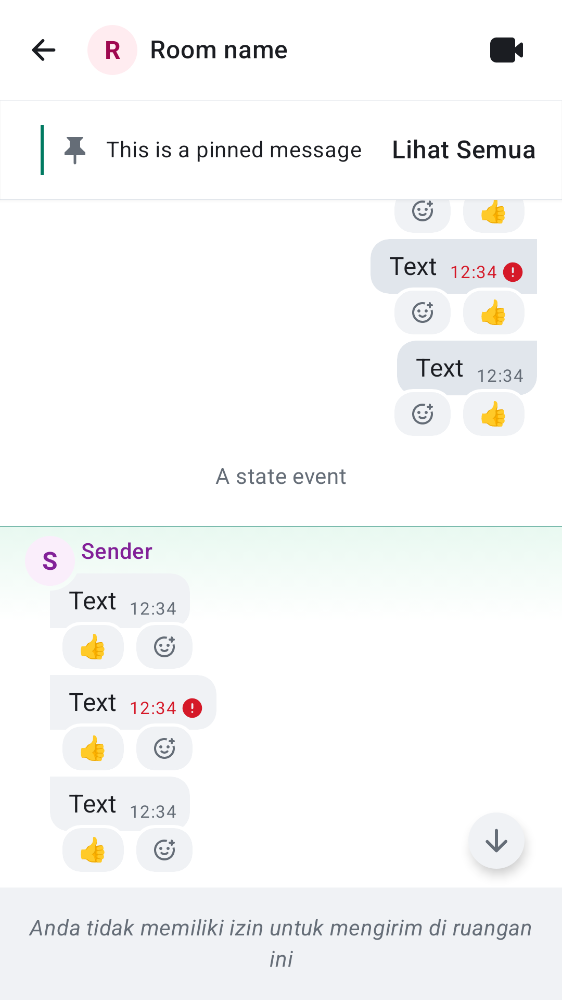 R Room name
This is a pinned message Lihat Semua
Text 12:34
Text 12:34
A state event
S Sender
Text 12:34
Text 12:34
Text 12:34
Anda tidak memiliki izin untuk mengirim di ruangan
ini